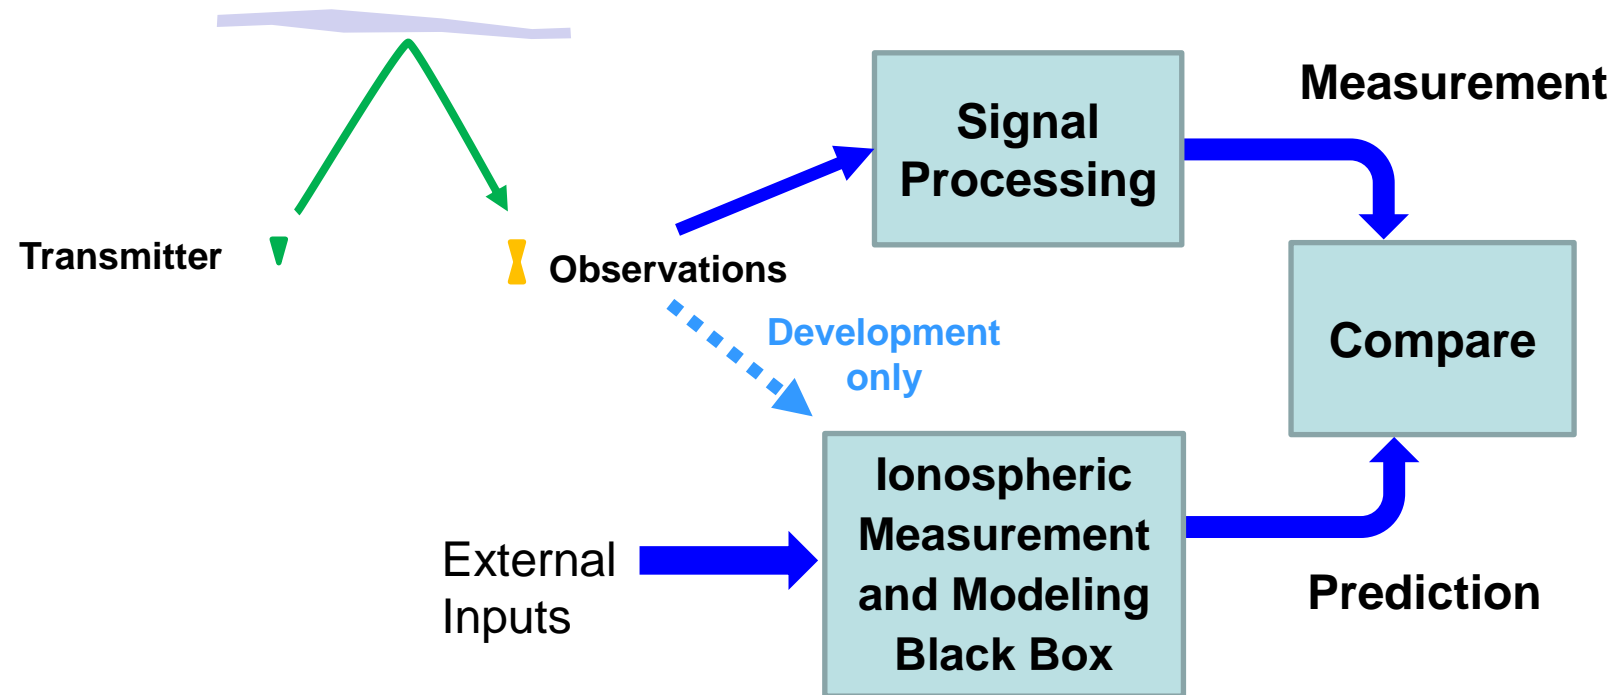 Transmitter
Observations
Signal
Processing
Measurement
Development
only
Compare
External
Inputs
Ionospheric
Measurement
and Modeling
Black Box
Prediction